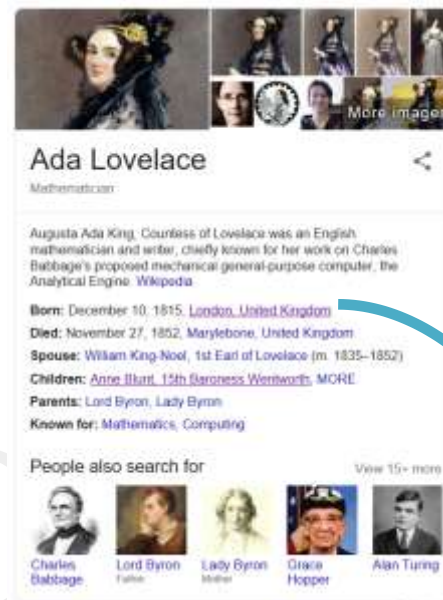 More images
Ada Lovelace
Mathematician
Augusta Ada King, Countess of Lovelace was an English
mathematician and writer, chiefly known for her work on Charles
Babbage's proposed mechanical general-purpose computer, the
Analytical Engine. Wikipedia
Born: December 10, 1815, London, United Kingdom
Died: November 27, 1852, Marylebone, United Kingdom
Spouse: William King-Noel, 1st Earl of Lovelace (m. 1835–1852)
Children: Anne Blunt, 15th Baroness Wentworth, MORE
Parents: Lord Byron, Lady Byron
Known for: Mathematics, Computing
People also search for View 15+ more
Charles Babbage
Lord Byron
Father
Lady Byron
Mother
Grace Hopper
Alan Turing